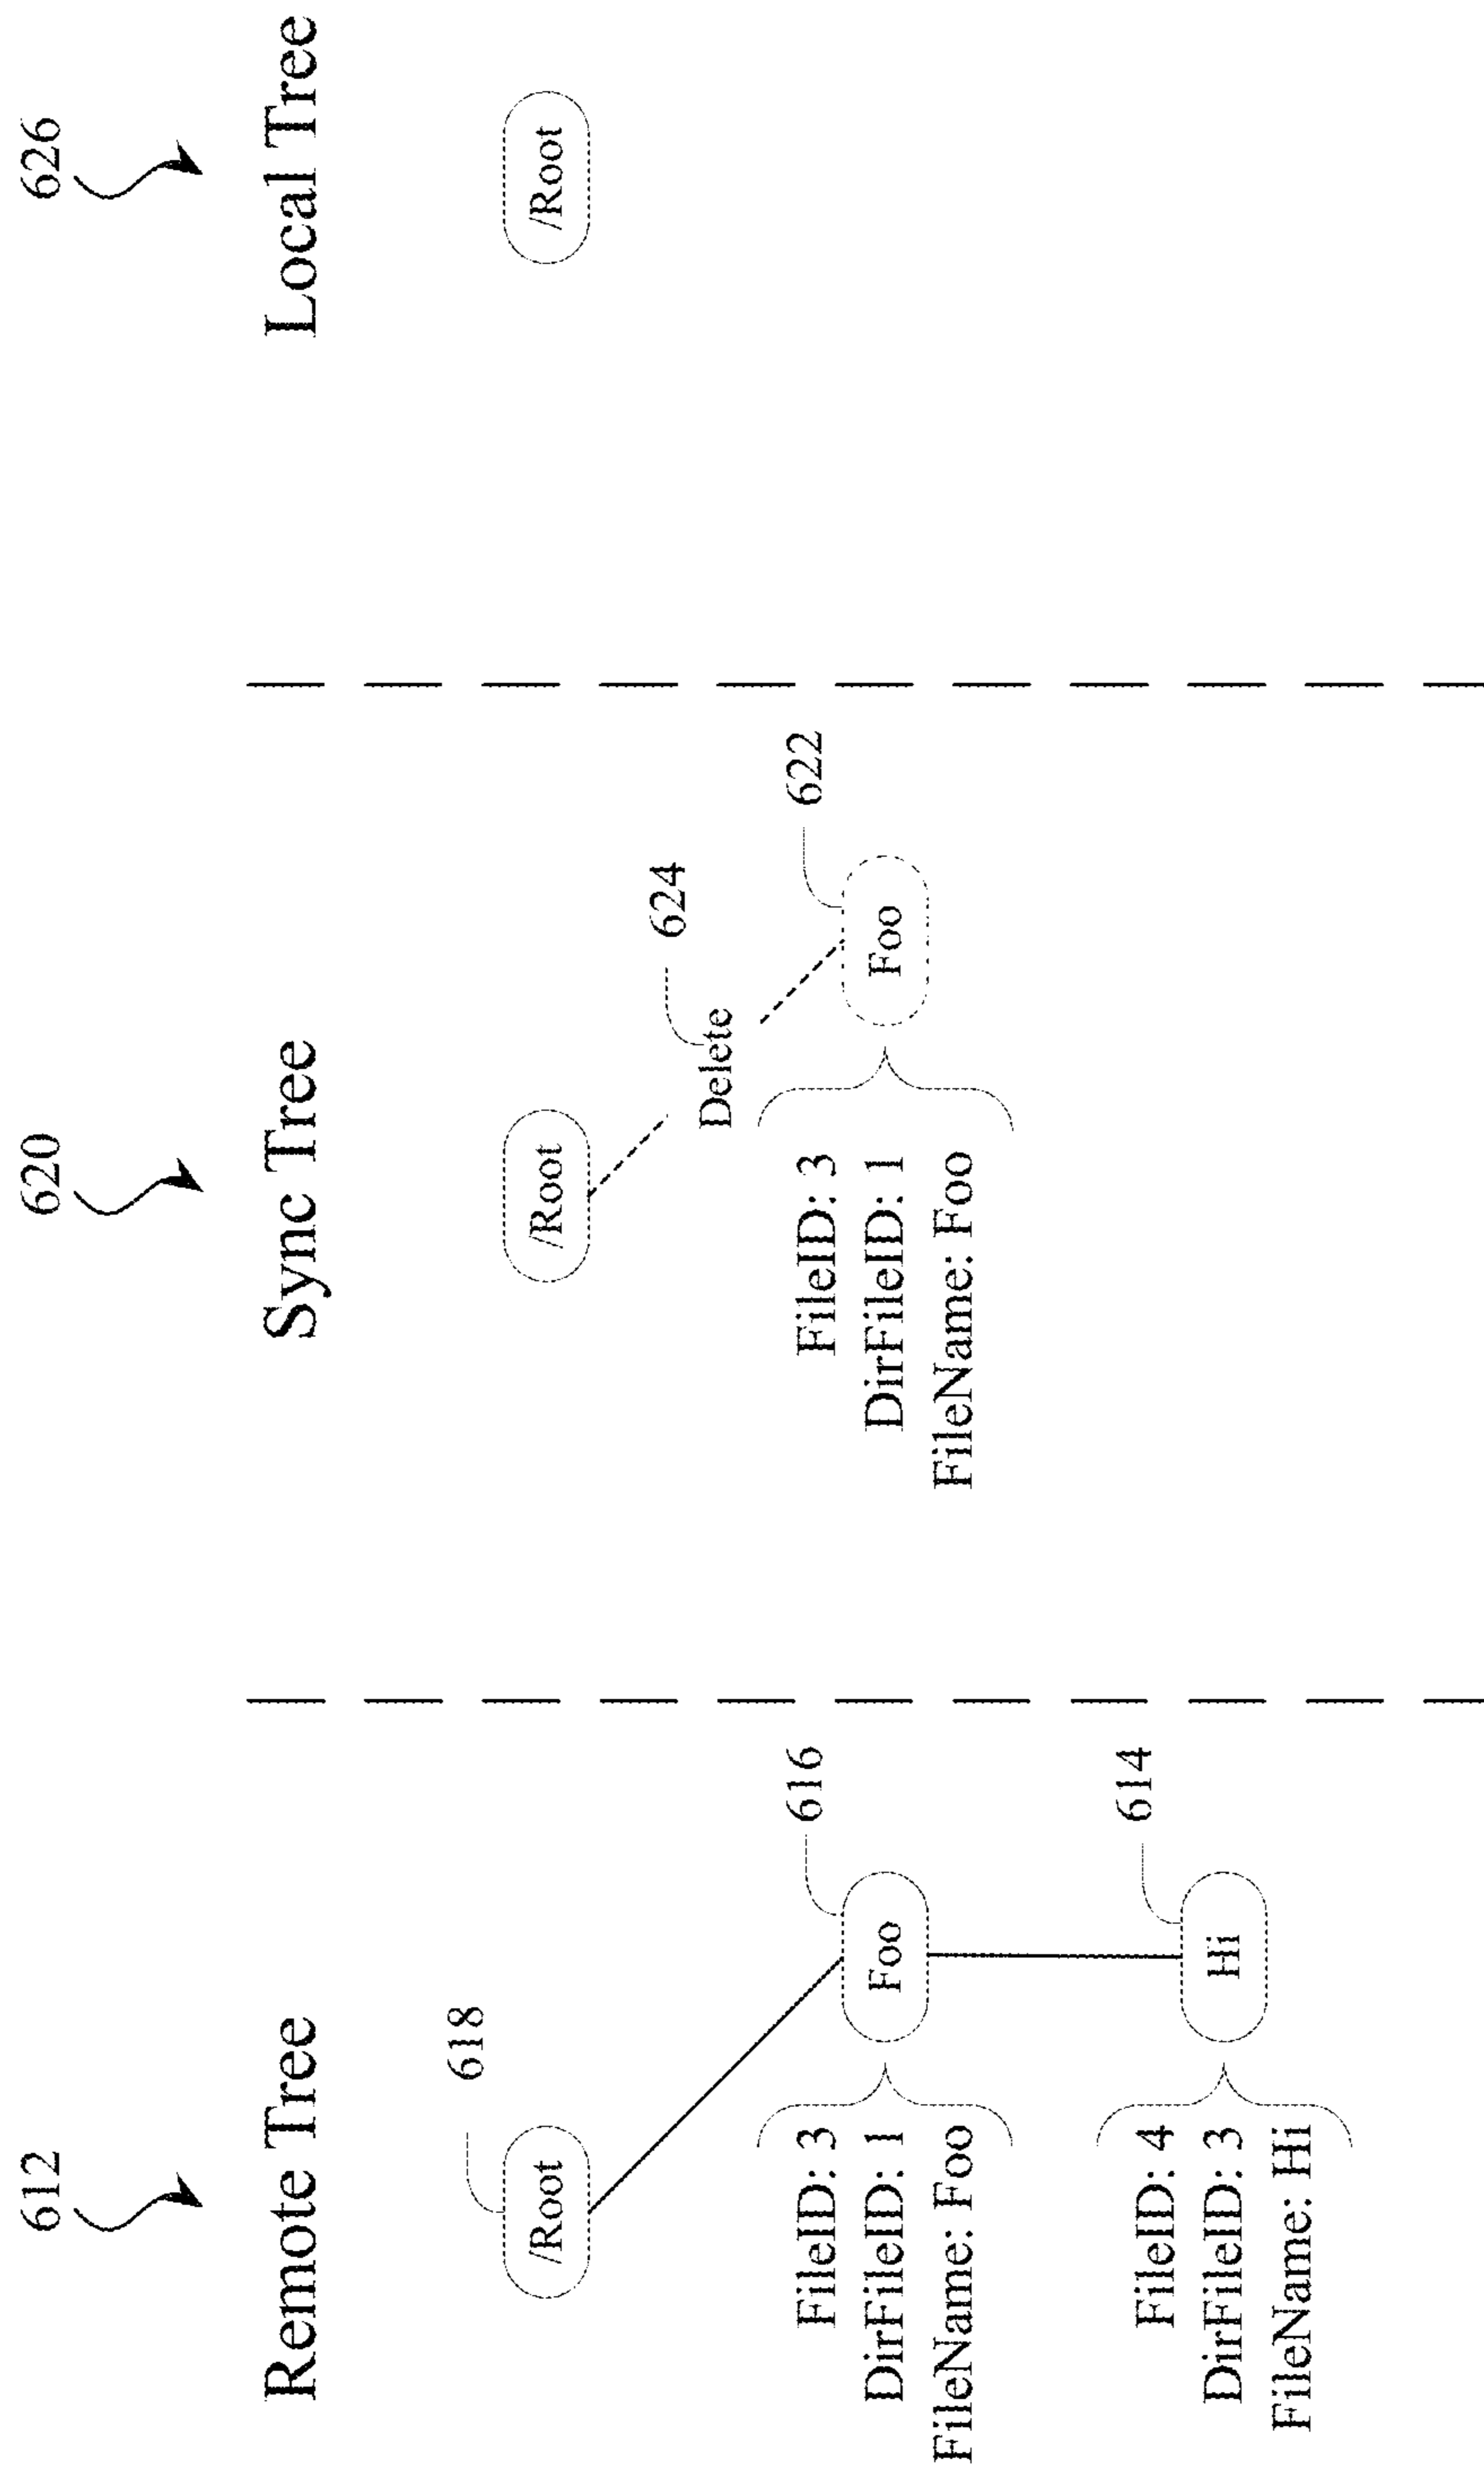 612
Remote Tree
618
/Root
616
Foo
FileID: 3
DirFileID: 1
FileName: Foo
614
Hi
FileID: 4
DirFileID: 3
FileName: Hi
620
Sync Tree
/Root
624
Delete
622
Foo
FileID: 3
DirFileID: 1
FileName: Foo
626
Local Tree
/Root